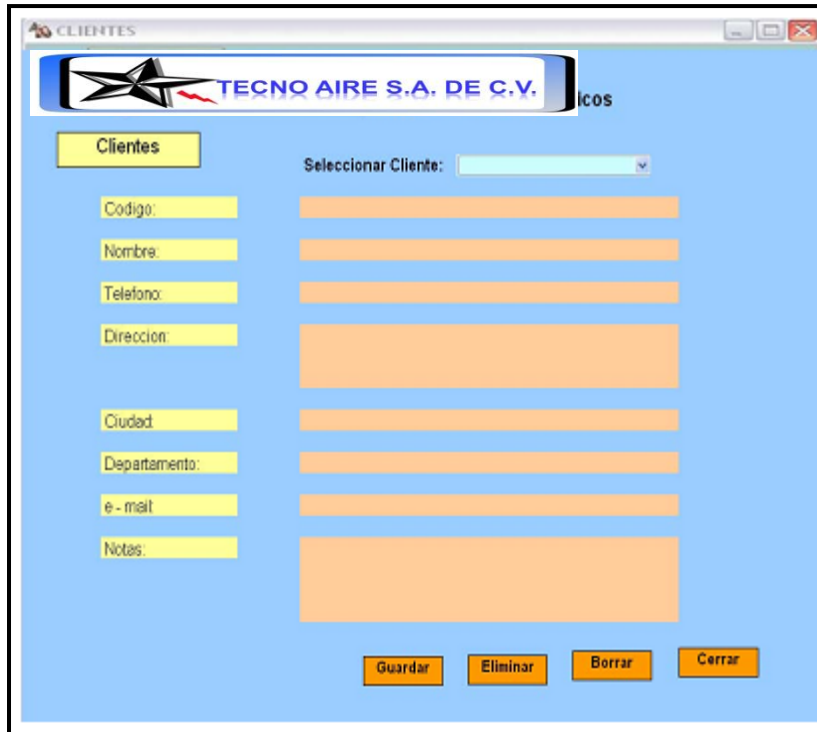 CLIENTES
TECNO AIRE S.A. DE C.V.
icos
Clientes
Seleccionar Cliente:
Codigo:
Nombre:
Telefono:
Direccion:
Ciudad:
Departamento:
e - mail:
Notas:
Guardar Eliminar Borrar Cerrar